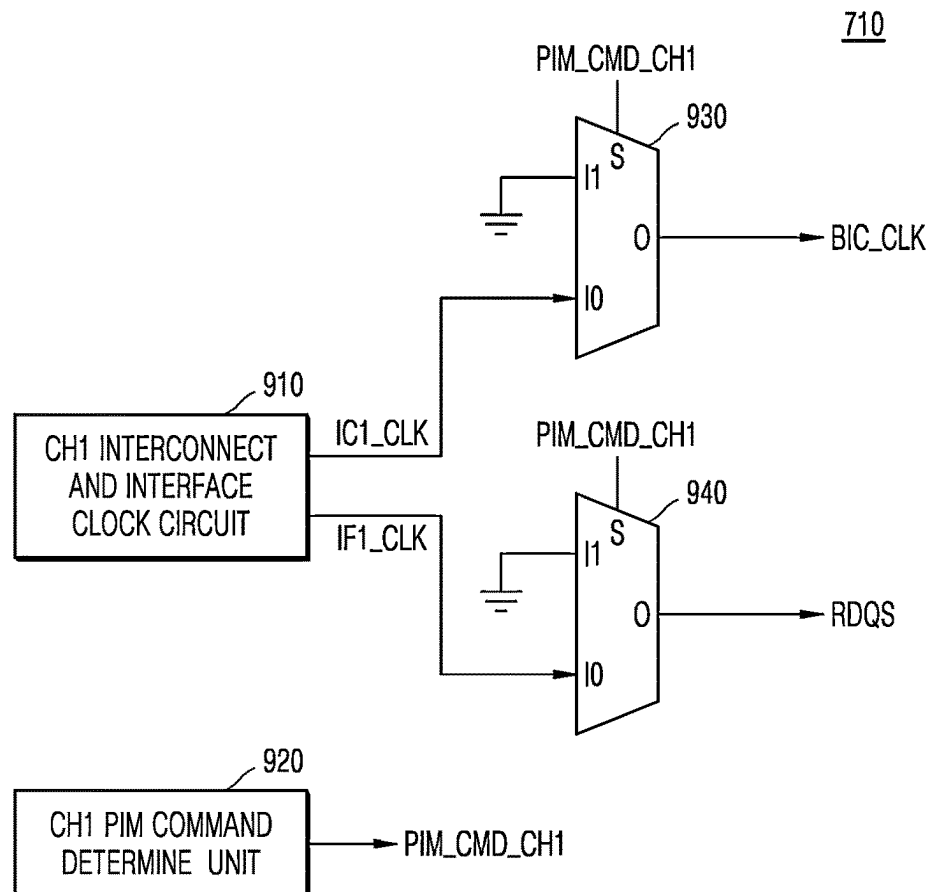 710
PIM_CMD_CH1
930
S
I1
O
BIC_CLK
I0
910
CH1 INTERCONNECT
AND INTERFACE
CLOCK CIRCUIT
IC1_CLK
IF1_CLK
PIM_CMD_CH1
940
S
I1
O
RDQS
I0
920
CH1 PIM COMMAND
DETERMINE UNIT
PIM_CMD_CH1